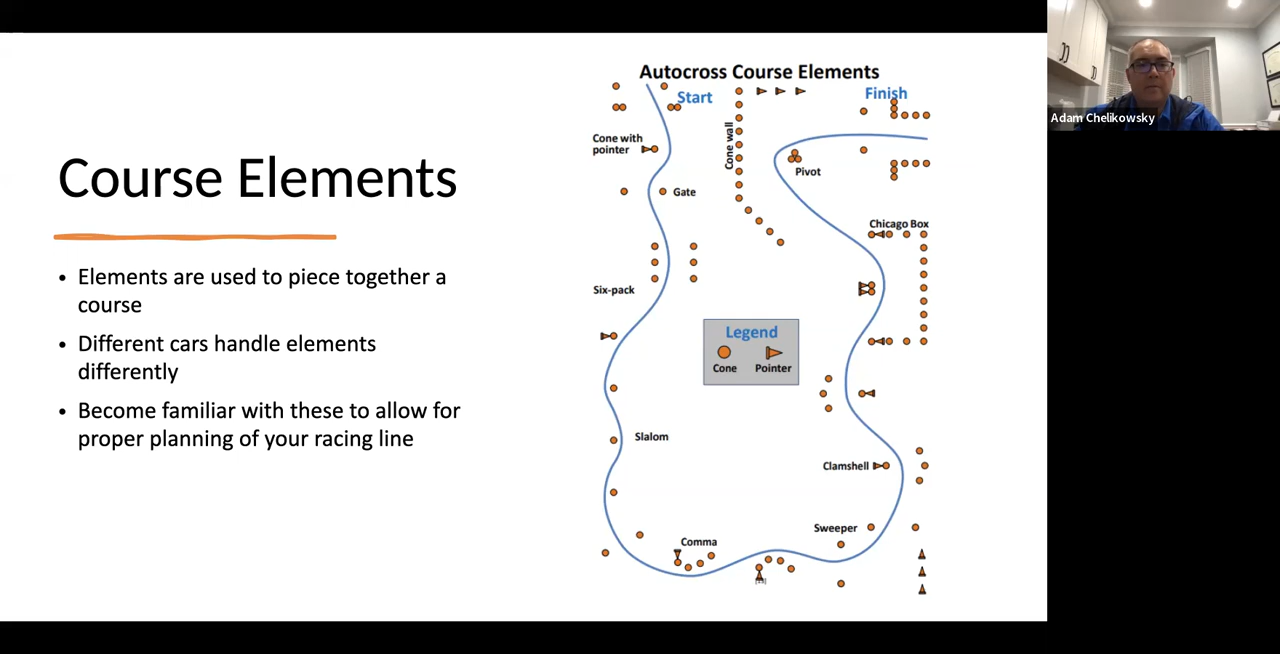 Course Elements
• Elements are used to piece together a
course
• Different cars handle elements
differently
• Become familiar with these to allow for
proper planning of your racing line
Autocross Course Elements
Start
Finish
Cone with
pointer
Cone wall
Pivot
Gate
Chicago Box
Six-pack
Legend
Cone
Pointer
Slalom
Clamshell
Sweeper
Comma
Adam Chelikowsky